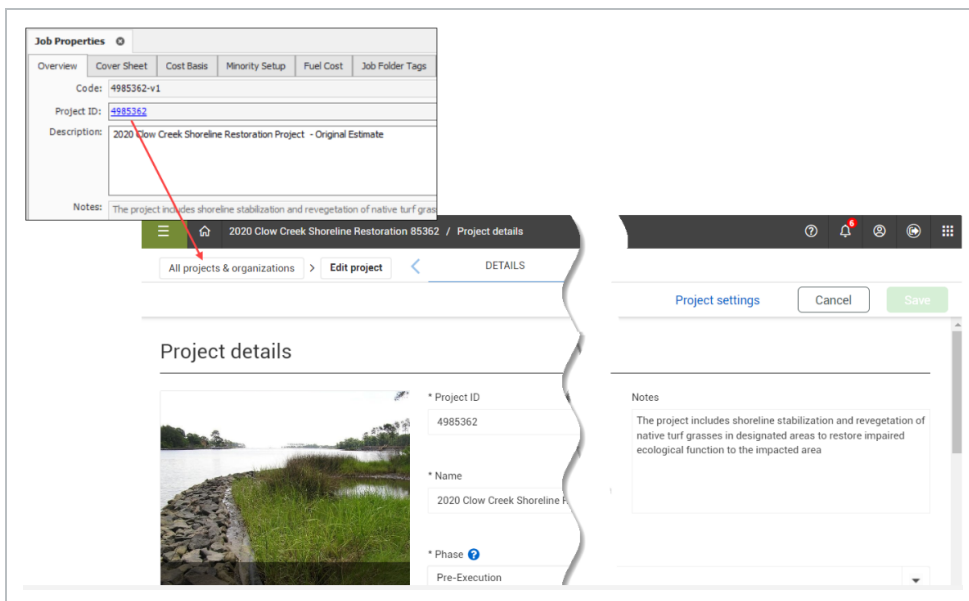 Job Properties
Overview Cover Sheet Cost Basis Minority Setup Fuel Cost Job Folder Tags
Code: 4985362-v1
Project ID: 4985362
Description: 2020 Clow Creek Shoreline Restoration Project - Original Estimate
Notes: The project includes shoreline stabilization and revegetation of native turf gras
2020 Clow Creek Shoreline Restoration 85362 / Project details
6
All projects & organizations > Edit project < DETAILS
Project settings Cancel Save
Project details
* Project ID
4985362
* Name
2020 Clow Creek Shoreline
* Phase ?
Pre-Execution
Notes
The project includes shoreline stabilization and revegetation of
native turf grasses in designated areas to restore impaired
ecological function to the impacted area